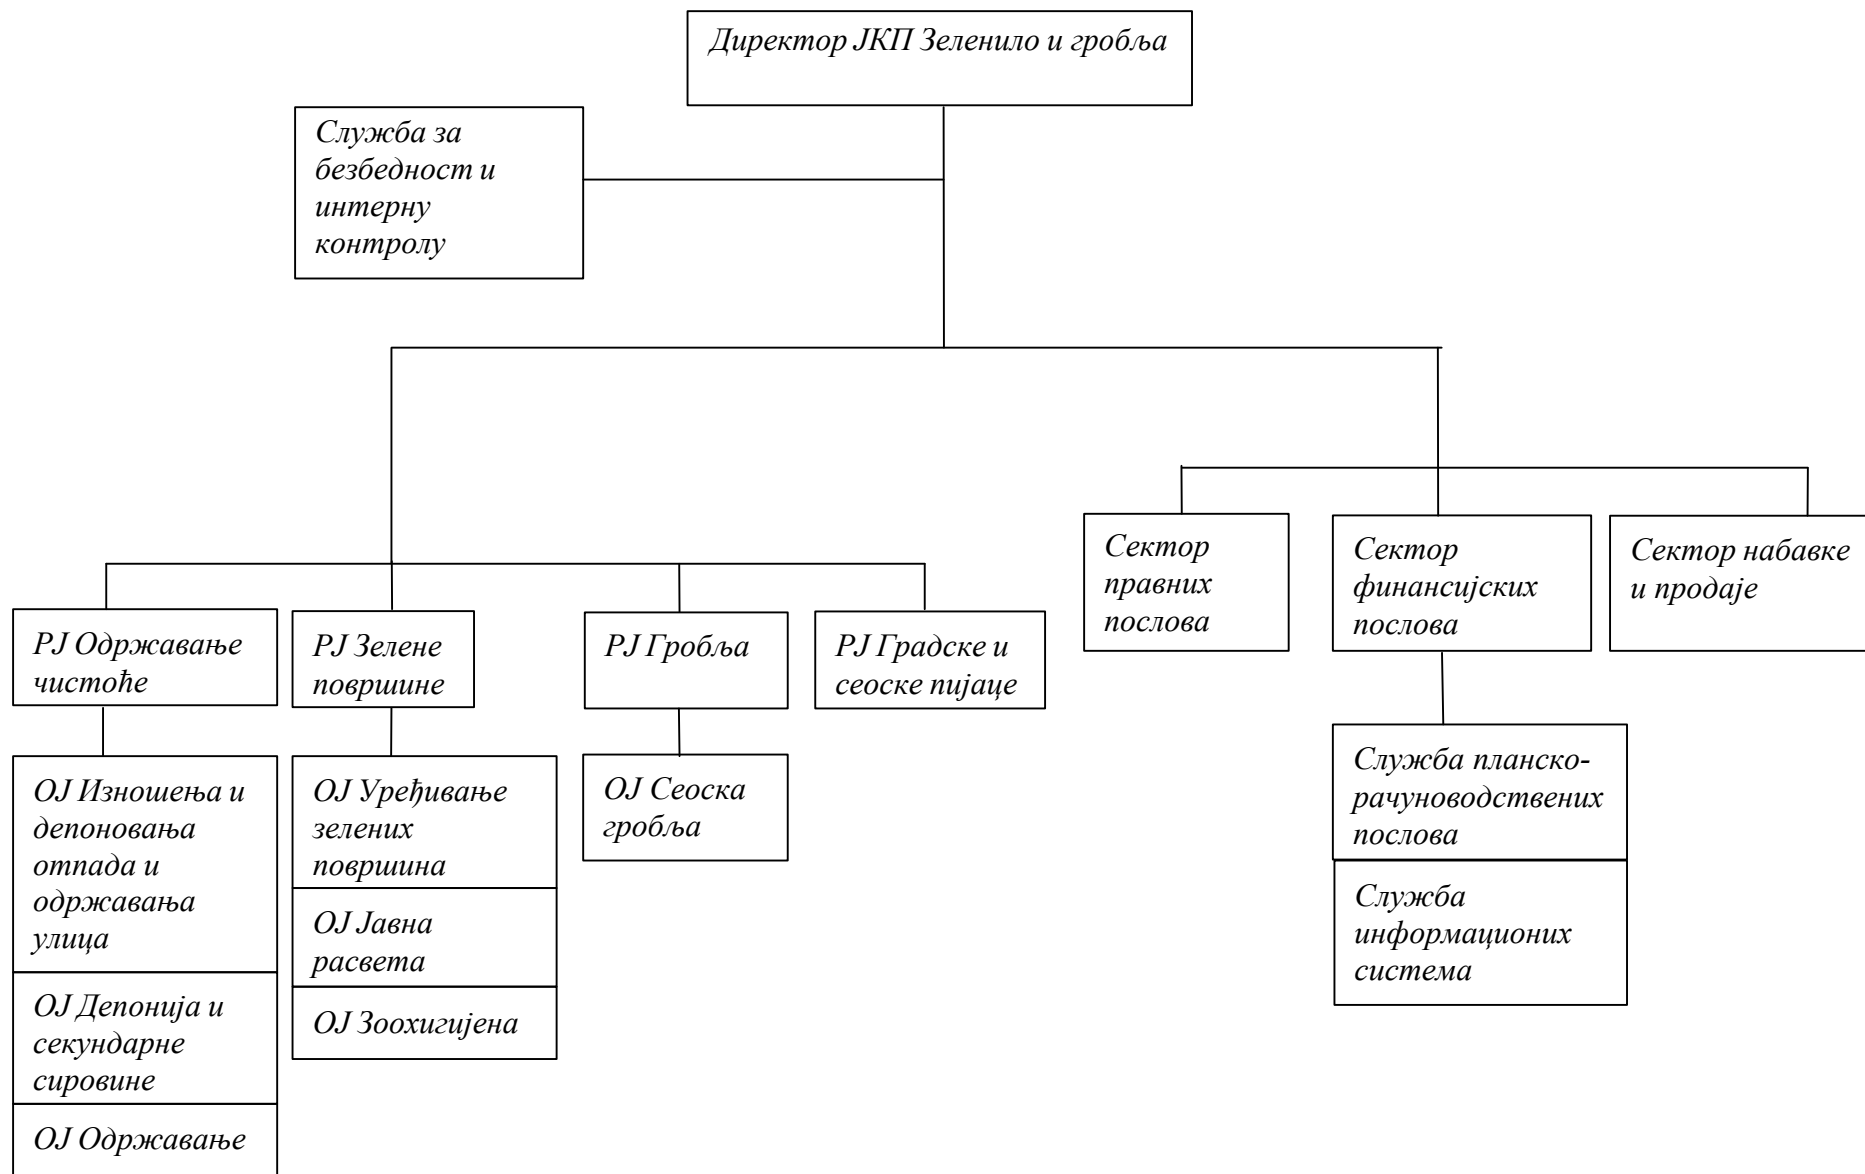 Директор ЈКП Зеленило и гробља
Служба за
безбедност и
интерну
контролу
Сектор
правних
послова
Сектор
финансијских
послова
Сектор набавке
и продаје
РЈ Одржавање
чистоће
РЈ Зелене
површине
РЈ Гробља
РЈ Градске и
сеоске пијаце
ОЈ Изношења и
депоновања
отпада и
одржавања
улица
ОЈ Депонија и
секундарне
сировине
ОЈ Одржавање
ОЈ Уређивање
зелених
површина
ОЈ Јавна
расвета
ОЈ Зоохигијена
ОЈ Сеоска
гробља
Служба планско-
рачуноводствених
послова
Служба
информационих
система